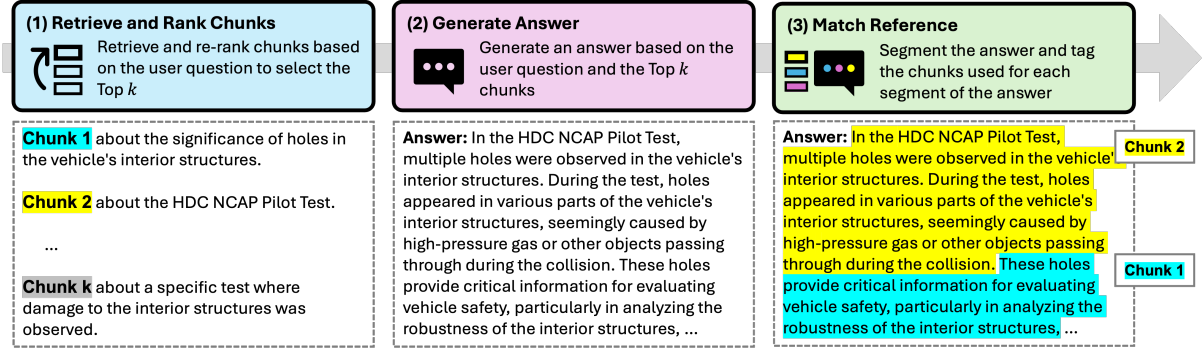 (1) Retrieve and Rank Chunks
Retrieve and re-rank chunks based
on the user question to select the
Top k
(2) Generate Answer
Generate an answer based on the
user question and the Top k
chunks
(3) Match Reference
Segment the answer and tag
the chunks used for each
segment of the answer
Chunk 1 about the significance of holes in
the vehicle's interior structures.
Chunk 2 about the HDC NCAP Pilot Test.
...
Chunk k about a specific test where
damage to the interior structures was
observed.
Answer: In the HDC NCAP Pilot Test,
multiple holes were observed in the vehicle's
interior structures. During the test, holes
appeared in various parts of the vehicle's
interior structures, seemingly caused by
high-pressure gas or other objects passing
through during the collision. These holes
provide critical information for evaluating
vehicle safety, particularly in analyzing the
robustness of the interior structures, ...
Answer: In the HDC NCAP Pilot Test,
multiple holes were observed in the vehicle'
interior structures. During the test, holes
appeared in various parts of the vehicle's
interior structures, seemingly caused by
high-pressure gas or other objects passing
through during the collision. These holes
provide critical information for evaluating
vehicle safety, particularly in analyzing the
robustness of the interior structures, ...
Chunk 2
Chunk 1